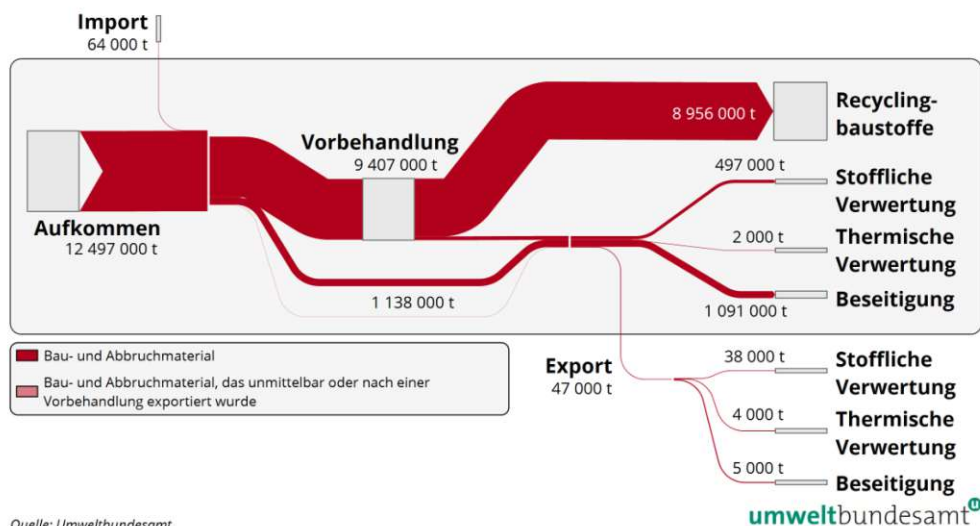 Import
64 000 t
Aufkommen
12 497 000 t
Vorbehandlung
9 407 000 t
1 138 000 t
8 956 000 t
Recycling-
baustoffe
497 000 t
Stoffliche
Verwertung
2 000 t
Thermische
Verwertung
1 091 000 t
Beseitigung
Bau- und Abbruchmaterial
Bau- und Abbruchmaterial, das unmittelbar oder nach einer
Vorbehandlung exportiert wurde
Export
47 000 t
38 000 t
Stoffliche
Verwertung
4 000 t
Thermische
Verwertung
5 000 t
Beseitigung
Quelle: Umweltbundesamt
umweltbundesamt u